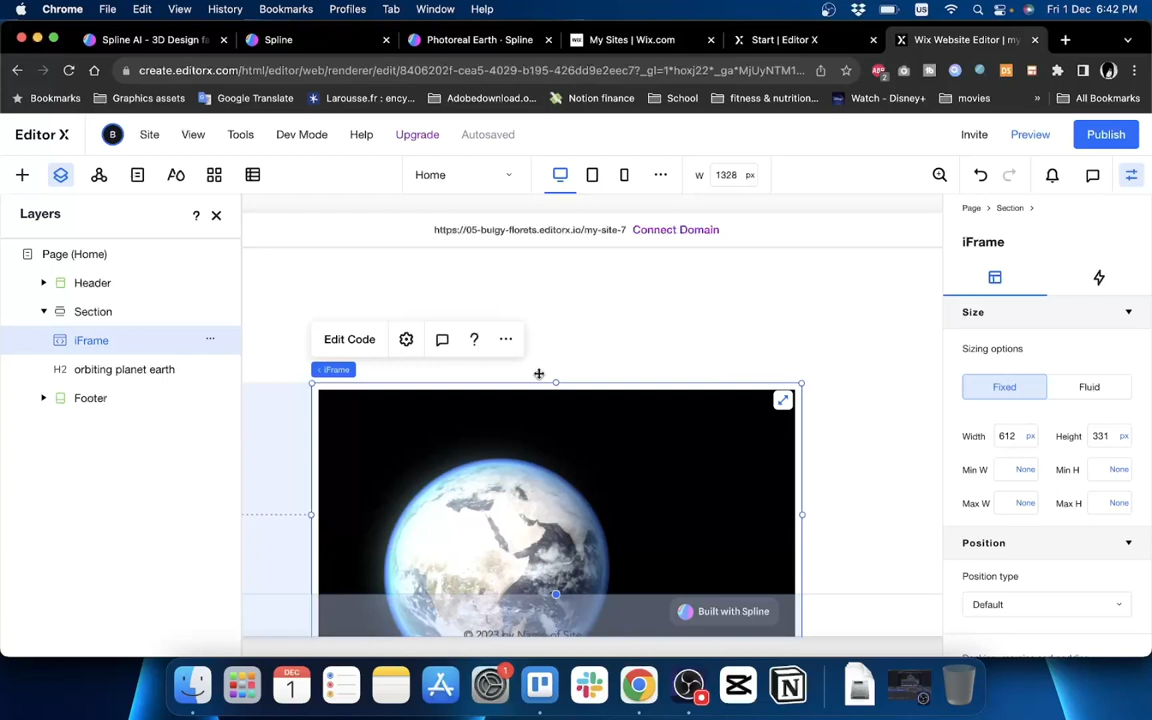 Chrome File Edit View History Bookmarks Profiles Tab Window Help US Fri 1 Dec 6:42 PM
Spline AI - 3D Design fa Spline Photoreal Earth - Spline WiX My Sites | Wix.com Start | Editor X Wix Website Editor | my
create.editorx.com/html/editor/web/renderer/edit/8406202f-cea5-4029-b195-426dd9e2eec7?_gl=1*hoxj22*_ga*MjUyNTM1... 2
Bookmarks Graphics assets Google Translate Larousse.fr : ency... Adobedownload.o... Notion finance School fitness & nutrition... Watch - Disney+ movies » All Bookmarks
Editor X B Site View Tools Dev Mode Help Upgrade Autosaved Invite Preview Publish
Home W 1328 px
Layers ? 
https://05-buigy-florets.editorx.io/my-site-7 Connect Domain
Page (Home)
Header
Section
iFrame ...
H2 orbiting planet earth
Footer
Edit Code ? ...
‹ iFrame
Built with Spline
© 2023 by Name of Site
Page > Section >
iFrame
Size
Sizing options
Fixed Fluid
Width 612 px Height 331 px
Min W None Min H None
Max W None Max H None
Position
Position type
Default
DEC
1
1
N